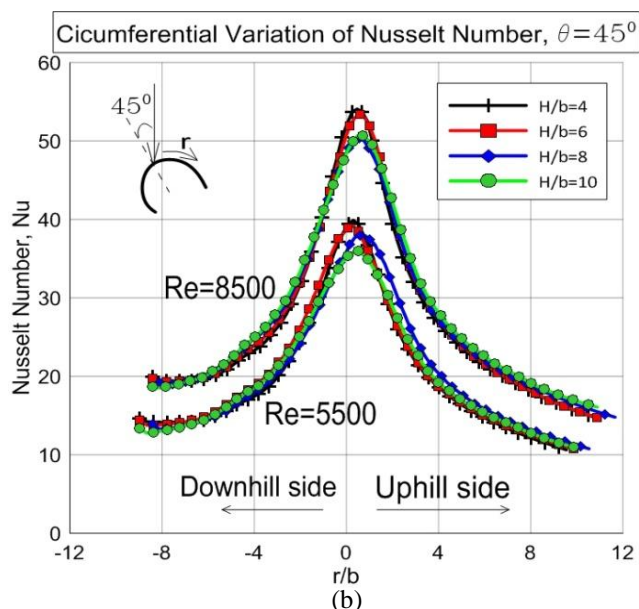 Cicumferential Variation of Nusselt Number, θ=45⁰
60
50
40
30
20
10
0
Nusselt Number, Nu
45⁰
r
H/b=4
H/b=6
H/b=8
H/b=10
Re=8500
Re=5500
Downhill side
Uphill side
-12 -8 -4 0 4 8 12
r/b
(b)